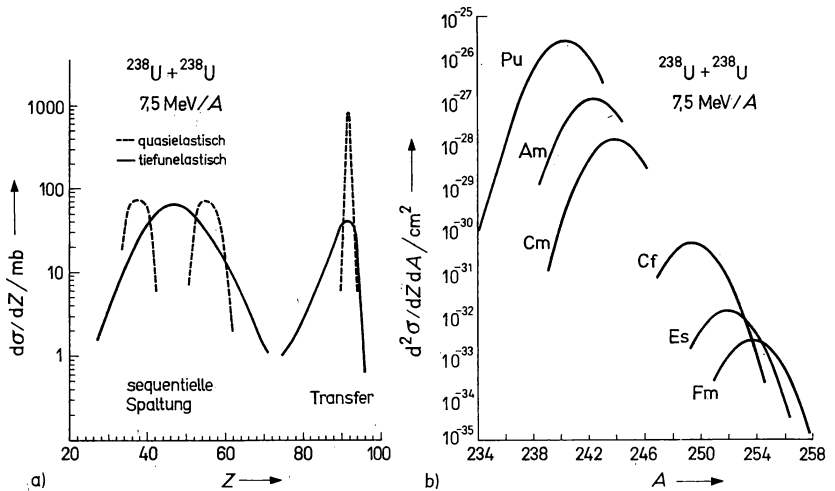 ²³⁸U + ²³⁸U
7,5 MeV/A
quasielastisch
tiefunelastisch
1000
100
10
1
dσ/dZ/mb
sequentielle
Spaltung
Transfer
20 40 60 80 100
a)
Z
10⁻²⁵
10⁻²⁶
10⁻²⁷
10⁻²⁸
10⁻²⁹
10⁻³⁰
10⁻³¹
10⁻³²
10⁻³³
10⁻³⁴
10⁻³⁵
d²σ/dZdA/cm²
Pu
²³⁸U + ²³⁸U
7,5 MeV/A
Am
Cm
Cf
Es
Fm
234 238 242 246 250 254 258
b)
A